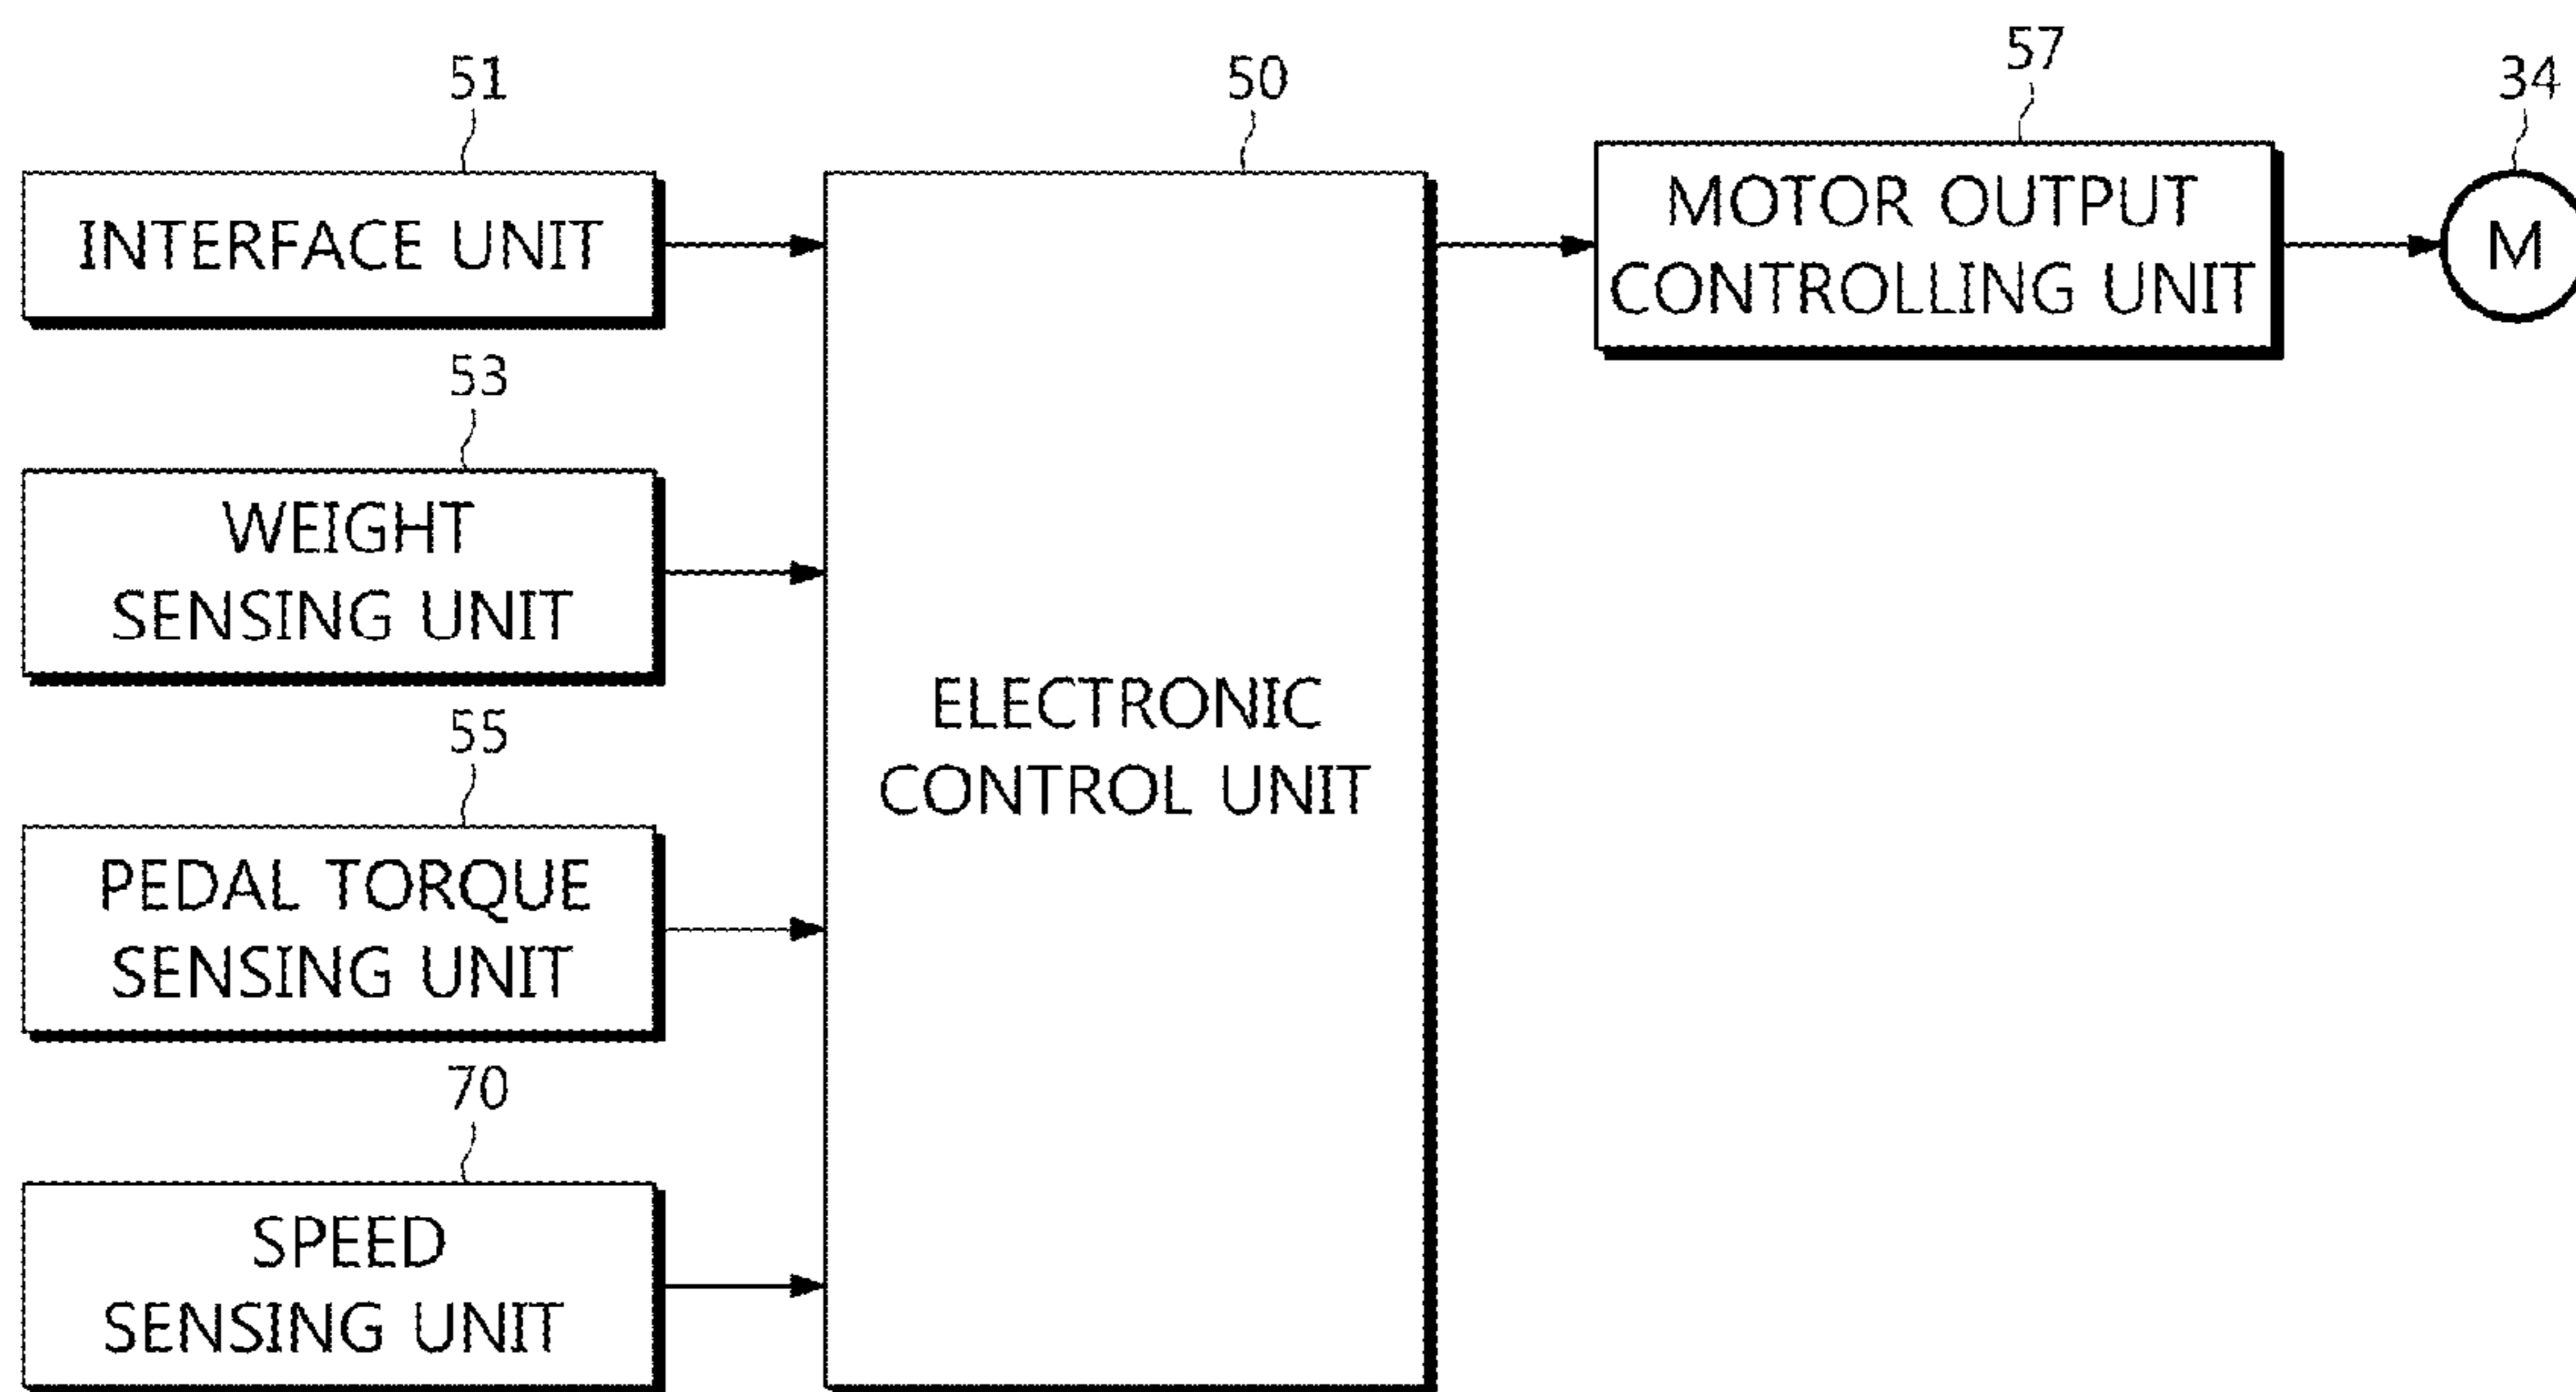 51
INTERFACE UNIT
53
WEIGHT
SENSING UNIT
55
PEDAL TORQUE
SENSING UNIT
70
SPEED
SENSING UNIT
50
ELECTRONIC
CONTROL UNIT
57
MOTOR OUTPUT
CONTROLLING UNIT
34
M